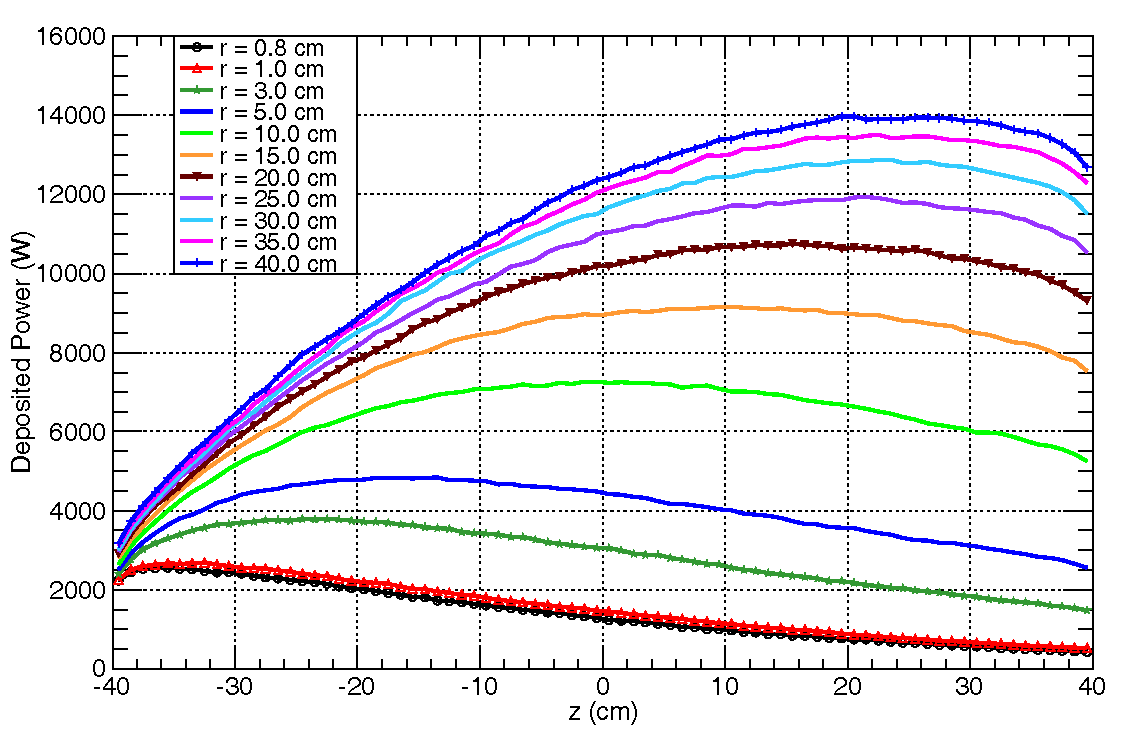 16000
14000
12000
10000
8000
6000
4000
2000
0
Deposited Power (W)
r = 0.8 cm
r = 1.0 cm
r = 3.0 cm
r = 5.0 cm
r = 10.0 cm
r = 15.0 cm
r = 20.0 cm
r = 25.0 cm
r = 30.0 cm
r = 35.0 cm
r = 40.0 cm
-40 -30 -20 -10 0 10 20 30 40
z (cm)